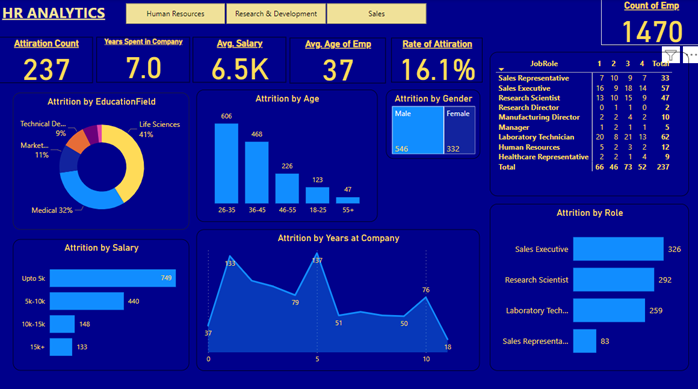 HR ANALYTICS
Human Resources
Research & Development
Sales
Count of Emp
1470
Attiration Count
237
Years Spent in Company
7.0
Avg. Salary
6.5K
Avg. Age of Emp
37
Rate of Attiration
16.1%
JobRole 1 2 3 4 Total
Sales Representative 7 10 9 7 33
Sales Executive 16 9 18 14 57
Research Scientist 13 10 15 9 47
Research Director 0 1 1 0 2
Manufacturing Director 2 2 4 2 10
Manager 1 2 1 1 5
Laboratory Technician 20 8 21 13 62
Human Resources 5 2 3 2 12
Healthcare Representative 2 2 1 4 9
Total 66 46 73 52 237
Attrition by EducationField
Technical De...
9%
Market...
11%
Life Sciences
41%
Medical 32%
Attrition by Age
606
468
226
123
47
26-35 36-45 46-55 18-25 55+
Attrition by Gender
Male
546
Female
332
Attrition by Salary
Upto 5k 749
5k-10k 440
10k-15k 148
15k+ 133
Attrition by Years at Company
37
133
79
137
51
50
76
18
0 5 10
Attrition by Role
Sales Executive 326
Research Scientist 292
Laboratory Tech... 259
Sales Representa... 83